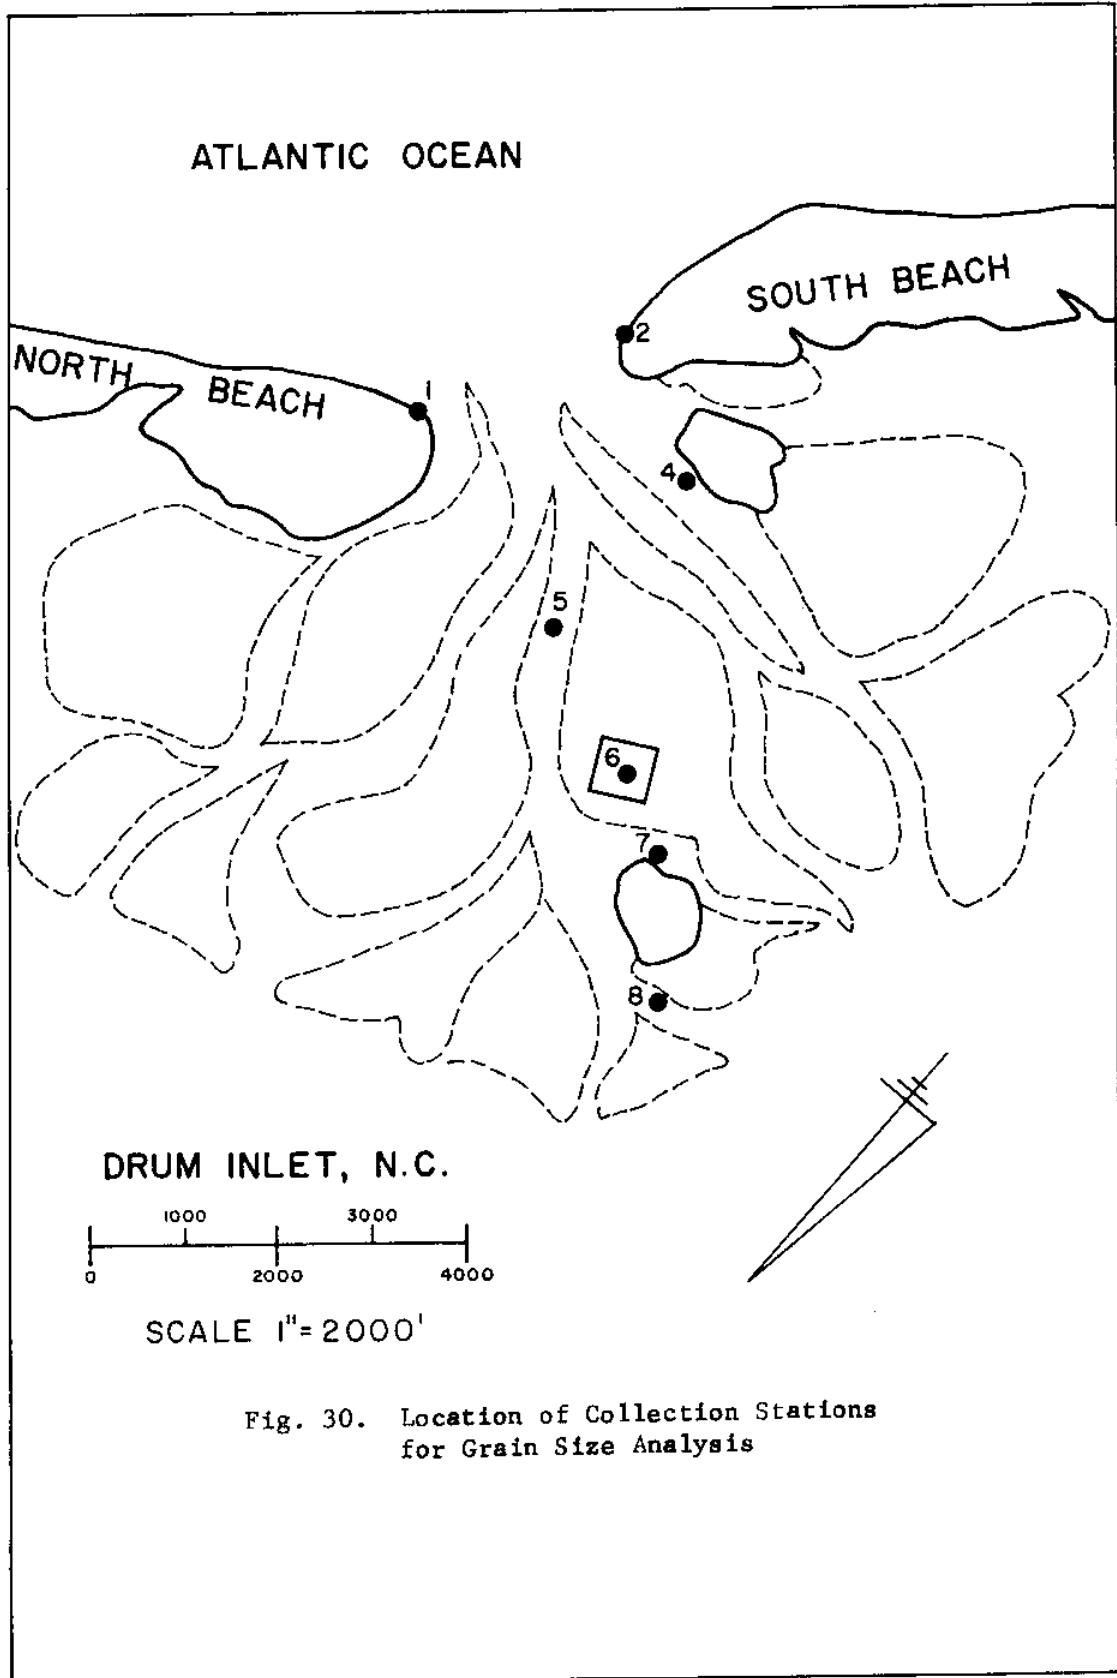 ATLANTIC OCEAN
SOUTH BEACH
2
NORTH BEACH
1
4
5
6
7
8
DRUM INLET, N.C.
1000 3000
0 2000 4000
SCALE 1"=2000'
Fig. 30. Location of Collection Stations
for Grain Size Analysis